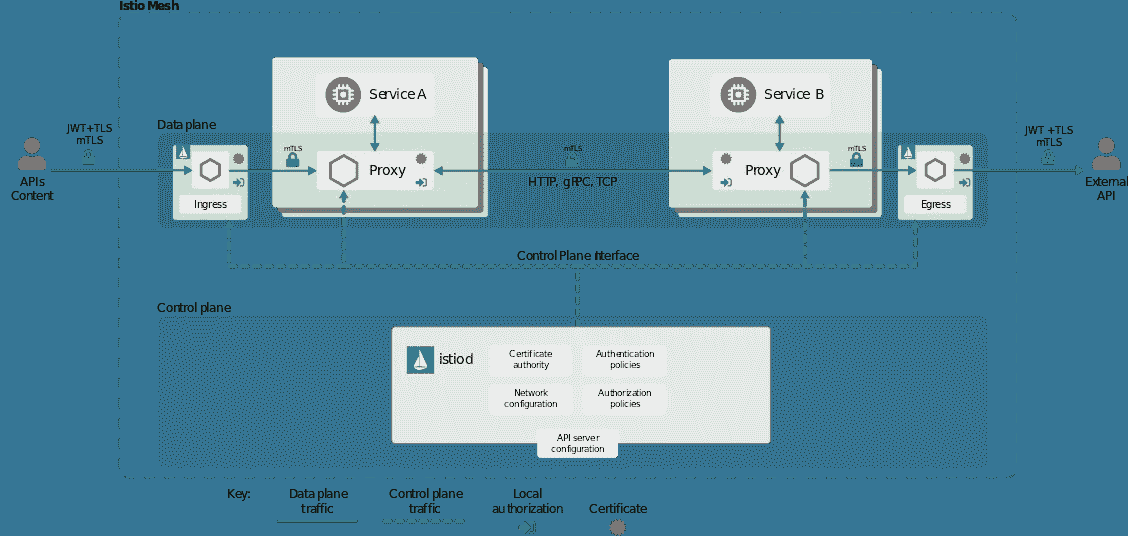 Istio Mesh
Service A
Service B
Data plane
JWT+TLS
mTLS
JWT +TLS
mTLS
mTLS
mTLS
mTLS
Proxy
Proxy
HTTP, gRPC, TCP
APIs
Content
External
API
Ingress
Egress
Control Plane Interface
Control plane
istiod
Certificate
authority
Authentication
policies
Network
configuration
Authorization
policies
API server
configuration
Key:
Data plane
traffic
Control plane
traffic
Local
authorization
Certificate